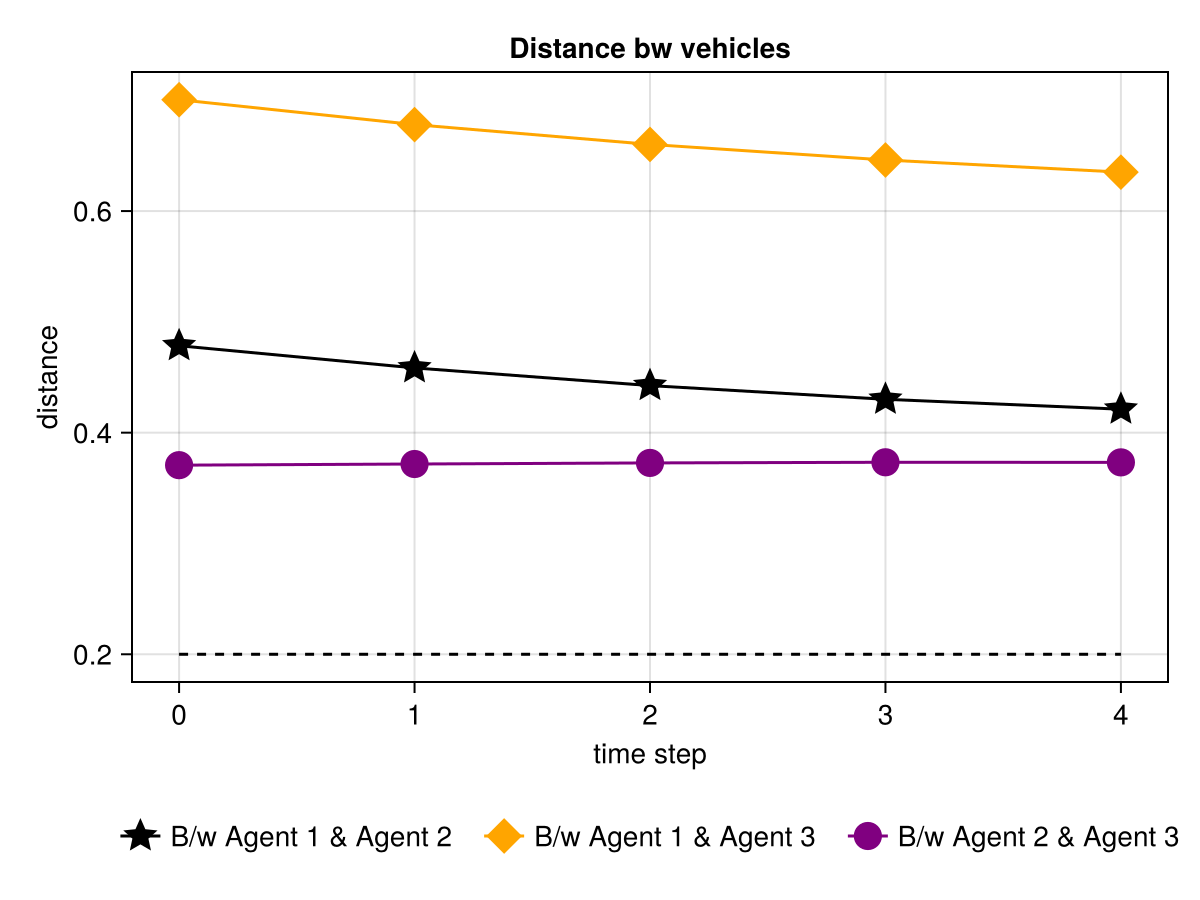 Distance bw vehicles
distance
0.6
0.4
0.2
0 1 2 3 4
time step
B/w Agent 1 & Agent 2 B/w Agent 1 & Agent 3 B/w Agent 2 & Agent 3